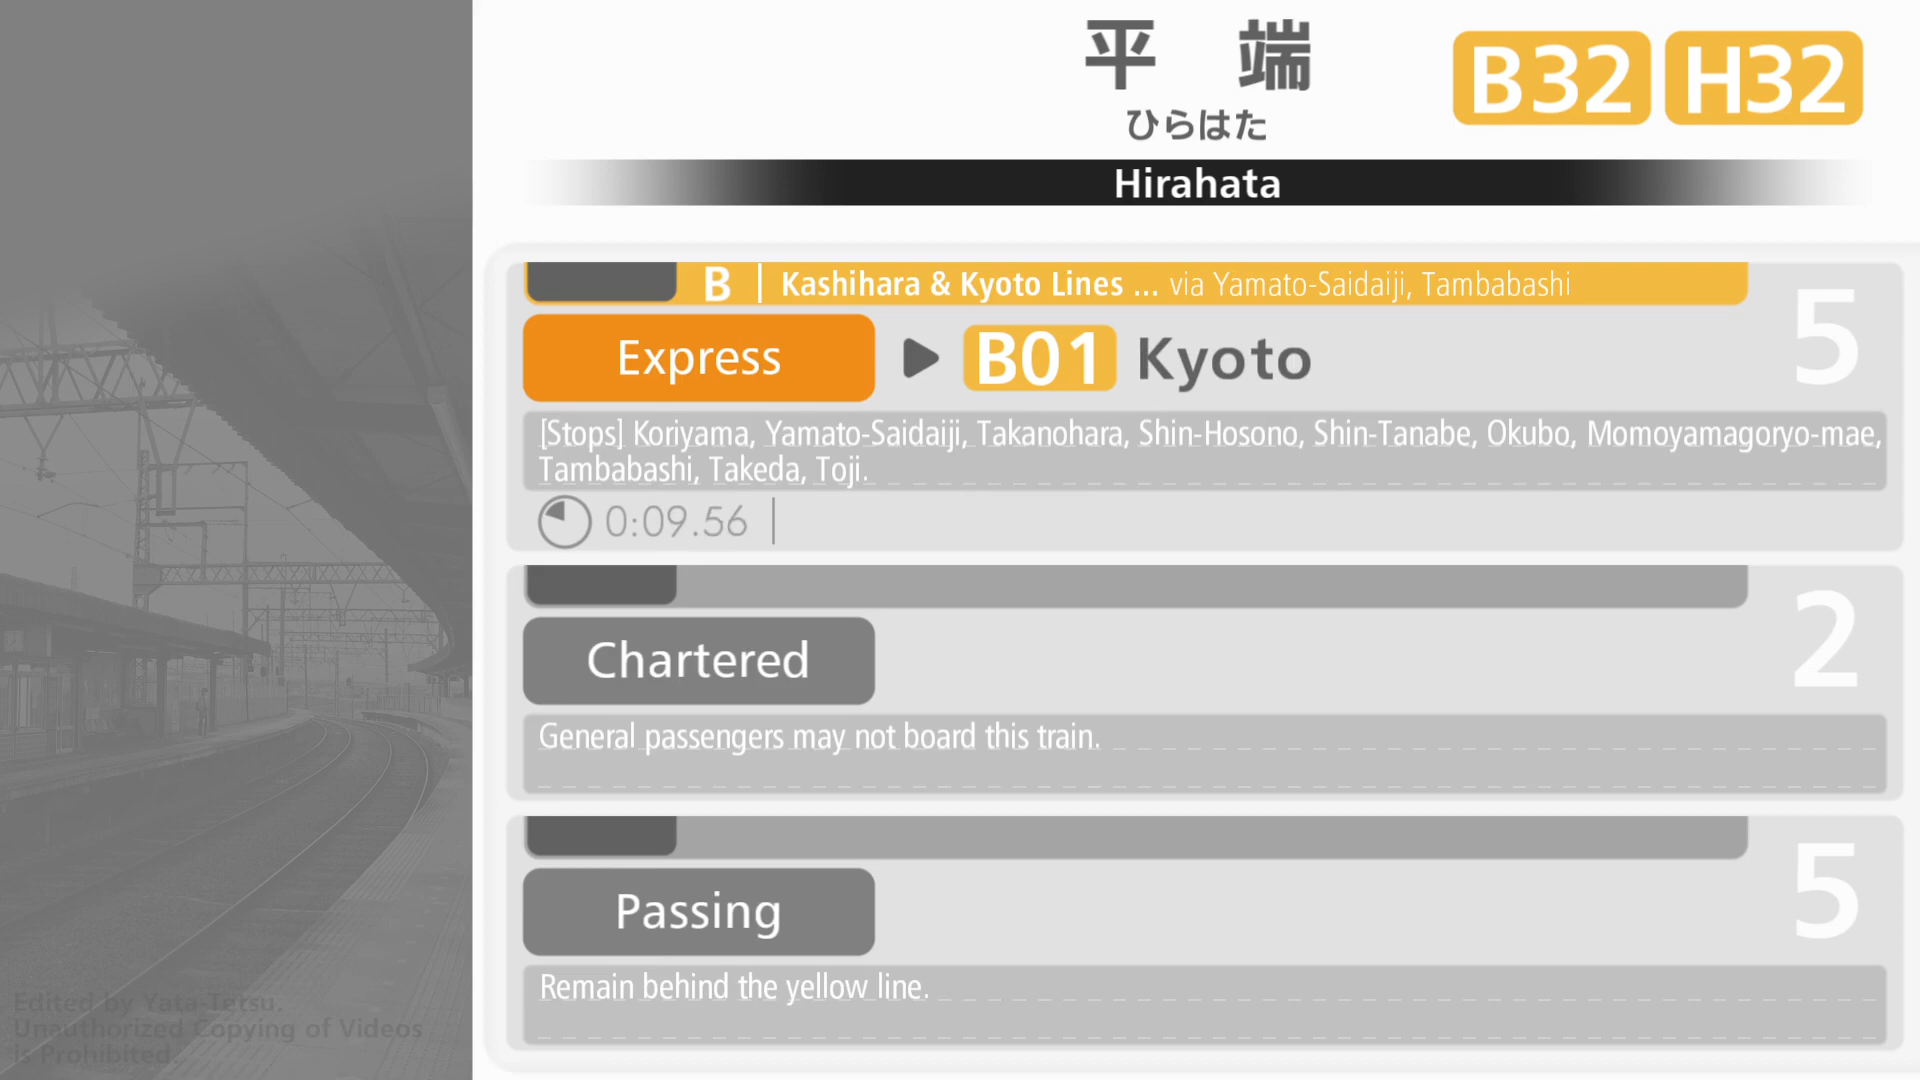 平 端
ひらはた
B32 H32
Hirahata
B | Kashihara & Kyoto Lines ... via Yamato-Saidaiji, Tambabashi
5
Express ▶ B01 Kyoto
[Stops] Koriyama, Yamato-Saidaiji, Takanohara, Shin-Hosono, Shin-Tanabe, Okubo, Momoyamagoryo-mae,
Tambabashi, Takeda, Toji.
0:09.56
2
Chartered
General passengers may not board this train.
5
Passing
Remain behind the yellow line.
Edited by Yata-Tetsu.
Unauthorized Copying of Videos
is Prohibited.